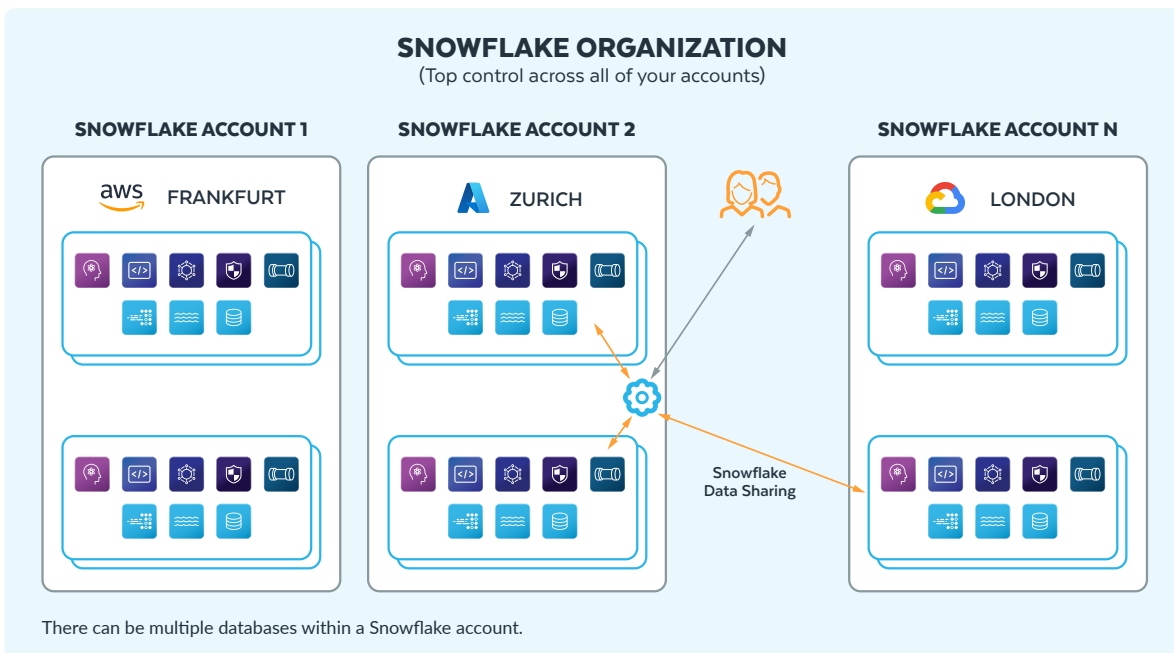 SNOWFLAKE ORGANIZATION
(Top control across all of your accounts)
SNOWFLAKE ACCOUNT 1
SNOWFLAKE ACCOUNT 2
SNOWFLAKE ACCOUNT N
aws FRANKFURT
ZURICH
LONDON
</>
</>
</>
</>
</>
</>
Snowflake
Data Sharing
There can be multiple databases within a Snowflake account.